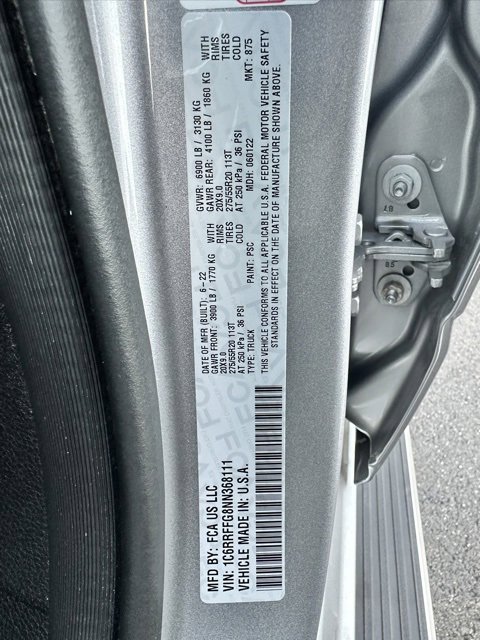 MFD BY: FCA US LLC
VIN: 1C6RRFFG8NN368111
VEHICLE MADE IN: U.S.A.
DATE OF MFR (BUILT): 6-22
GVWR: 6900 LB / 3130 KG
GAWR FRONT: 3900 LB / 1770 KG WITH
GAWR REAR: 4100 LB / 1860 KG WITH
20X9.0 RIMS
20X9.0 RIMS
275/55R20 113T TIRES
275/55R20 113T TIRES
AT 250 kPa / 36 PSI COLD
AT 250 kPa / 36 PSI COLD
TYPE: TRUCK
PAINT: PSC
MDH: 060122
MKT: 875
THIS VEHICLE CONFORMS TO ALL APPLICABLE U.S.A. FEDERAL MOTOR VEHICLE SAFETY
STANDARDS IN EFFECT ON THE DATE OF MANUFACTURE SHOWN ABOVE.